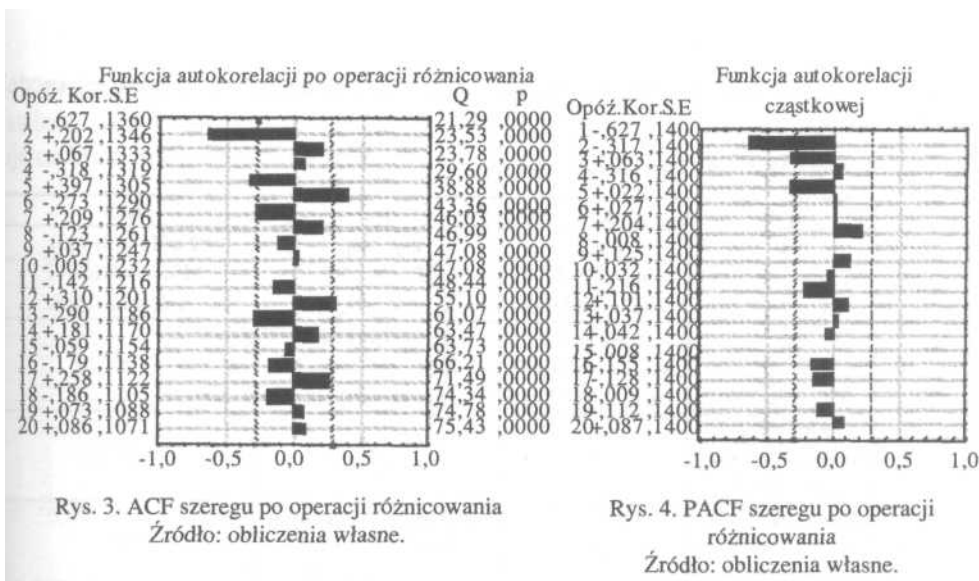 Funkcja autokorelacji po operacji różnicowania
Opóź. Kor. S.E Q p
1 -,627 ,1360 21,29 ,0000
2 +,202 ,1346 23,53 ,0000
3 +,067 ,1333 23,78 ,0000
4 -,318 ,1319 29,60 ,0000
5 +,397 ,1305 38,88 ,0000
6 -,273 ,1290 43,36 ,0000
7 +,209 ,1276 46,03 ,0000
8 -,123 ,1261 46,99 ,0000
9 +,037 ,1247 47,08 ,0000
10 -,005 ,1232 47,08 ,0000
11 -,142 ,1216 48,44 ,0000
12 +,310 ,1201 55,10 ,0000
13 -,290 ,1186 61,07 ,0000
14 +,181 ,1170 63,47 ,0000
15 -,059 ,1154 63,73 ,0000
16 -,179 ,1138 66,21 ,0000
17 +,258 ,1122 71,49 ,0000
18 -,186 ,1105 74,34 ,0000
19 +,073 ,1088 74,78 ,0000
20 +,086 ,1071 75,43 ,0000
-1,0 -0,5 0,0 0,5 1,0
Rys. 3. ACF szeregu po operacji różnicowania
Źródło: obliczenia własne.
Funkcja autokorelacji
cząstkowej
Opóź. Kor. S.E
1 -,627 ,1400
2 -,317 ,1400
3 +,063 ,1400
4 -,316 ,1400
5 +,022 ,1400
6 +,027 ,1400
7 +,204 ,1400
8 -,008 ,1400
9 +,125 ,1400
10 -,032 ,1400
11 -,216 ,1400
12 +,101 ,1400
13 +,037 ,1400
14 -,042 ,1400
15 ,008 ,1400
16 -,155 ,1400
17 -,128 ,1400
18 -,009 ,1400
19 -,112 ,1400
20 +,087 ,1400
-1,0 -0,5 0,0 0,5 1,0
Rys. 4. PACF szeregu po operacji
różnicowania
Źródło: obliczenia własne.